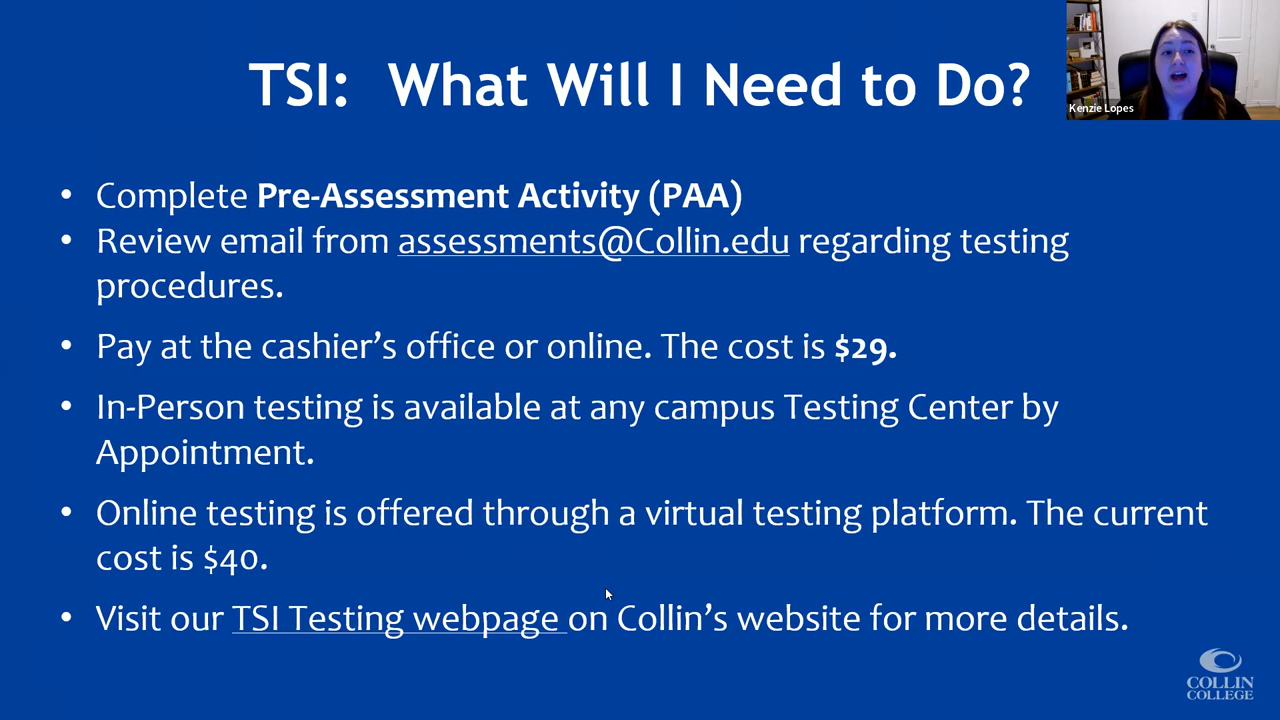 TSI: What Will I Need to Do?
Kenzie Lopes
• Complete Pre-Assessment Activity (PAA)
• Review email from assessments@Collin.edu regarding testing
procedures.
• Pay at the cashier’s office or online. The cost is $29.
• In-Person testing is available at any campus Testing Center by
Appointment.
• Online testing is offered through a virtual testing platform. The current
cost is $40.
• Visit our TSI Testing webpage on Collin’s website for more details.
COLLIN
COLLEGE